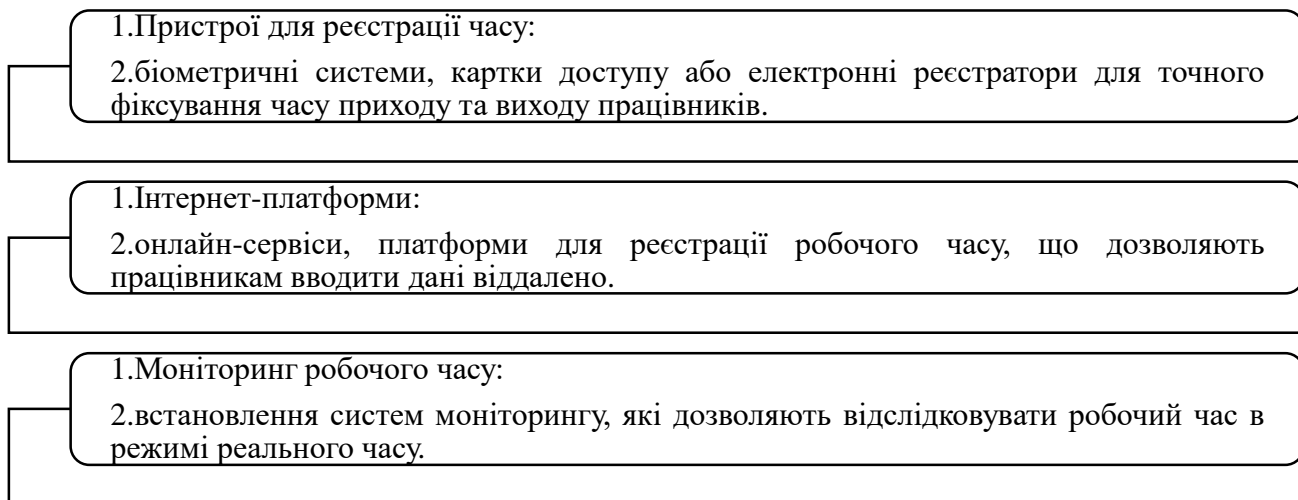 1.Пристрої для реєстрації часу:
2.біометричні системи, картки доступу або електронні реєстратори для точного
фіксування часу приходу та виходу працівників.
1.Інтернет-платформи:
2.онлайн-сервіси, платформи для реєстрації робочого часу, що дозволяють
працівникам вводити дані віддалено.
1.Моніторинг робочого часу:
2.встановлення систем моніторингу, які дозволяють відслідковувати робочий час в
режимі реального часу.